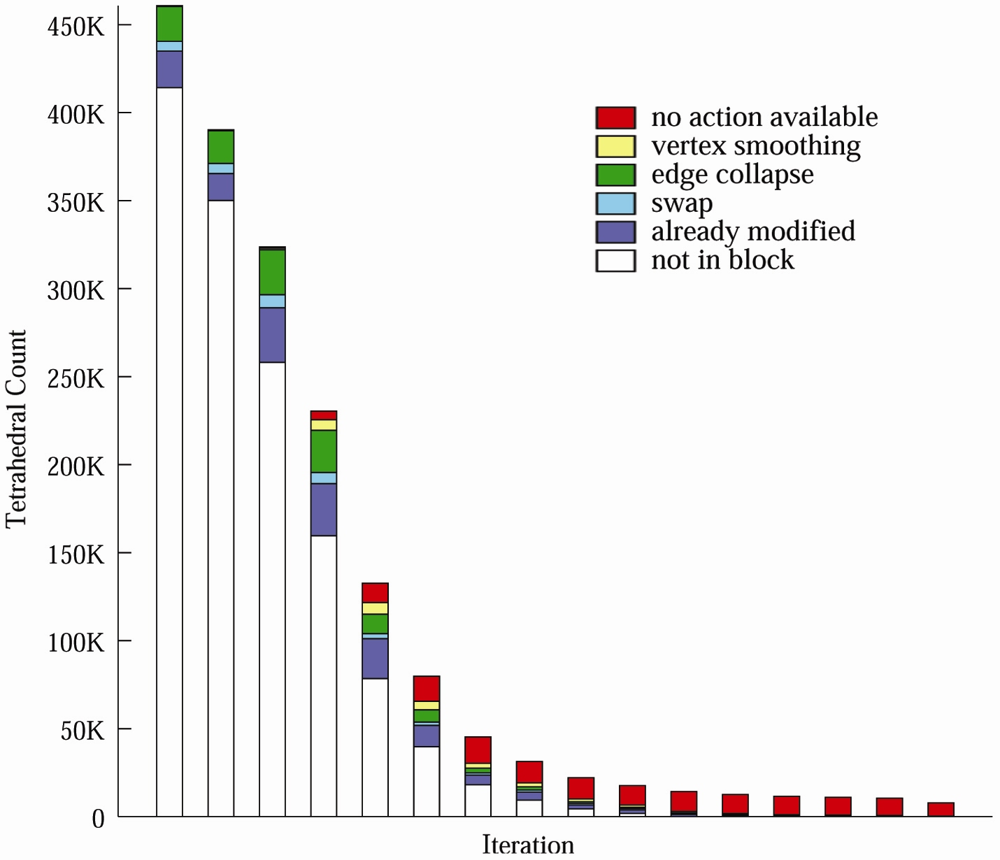 450K
400K
350K
300K
250K
200K
150K
100K
50K
0
Tetrahedral Count
Iteration
no action available
vertex smoothing
edge collapse
swap
already modified
not in block